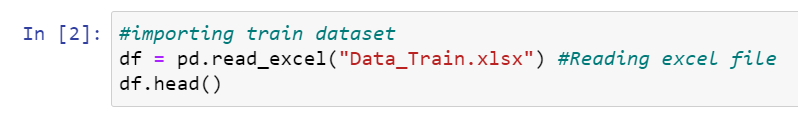 In [2]: #importing train dataset
df = pd.read_excel("Data_Train.xlsx") #Reading excel file
df.head()